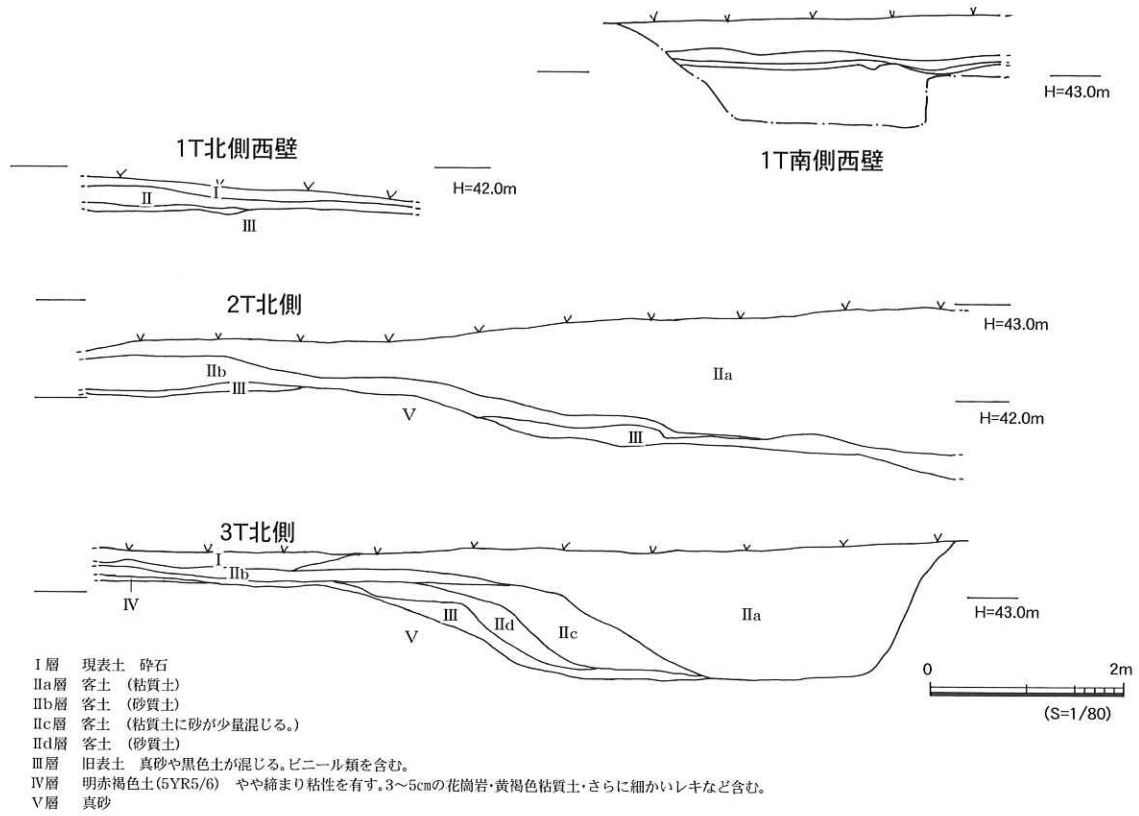 H=43.0m
1T南側西壁
1T北側西壁
H=42.0m
Ⅰ
Ⅱ
Ⅲ
2T北側
H=43.0m
Ⅱb
Ⅱa
Ⅲ
Ⅴ
H=42.0m
Ⅲ
3T北側
Ⅰ
Ⅱb
Ⅳ
Ⅲ
Ⅱd
Ⅱc
Ⅱa
Ⅴ
H=43.0m
0 2m
(S=1/80)
Ⅰ層 現表土 砕石
Ⅱa層 客土 (粘質土)
Ⅱb層 客土 (砂質土)
Ⅱc層 客土 (粘質土に砂が少量混じる。)
Ⅱd層 客土 (砂質土)
Ⅲ層 旧表土 真砂や黒色土が混じる。ビニール類を含む。
Ⅳ層 明赤褐色土(5YR5/6) やや締まり粘性を有す。3〜5㎝の花崗岩・黄褐色粘質土・さらに細かいレキなど含む。
Ⅴ層 真砂